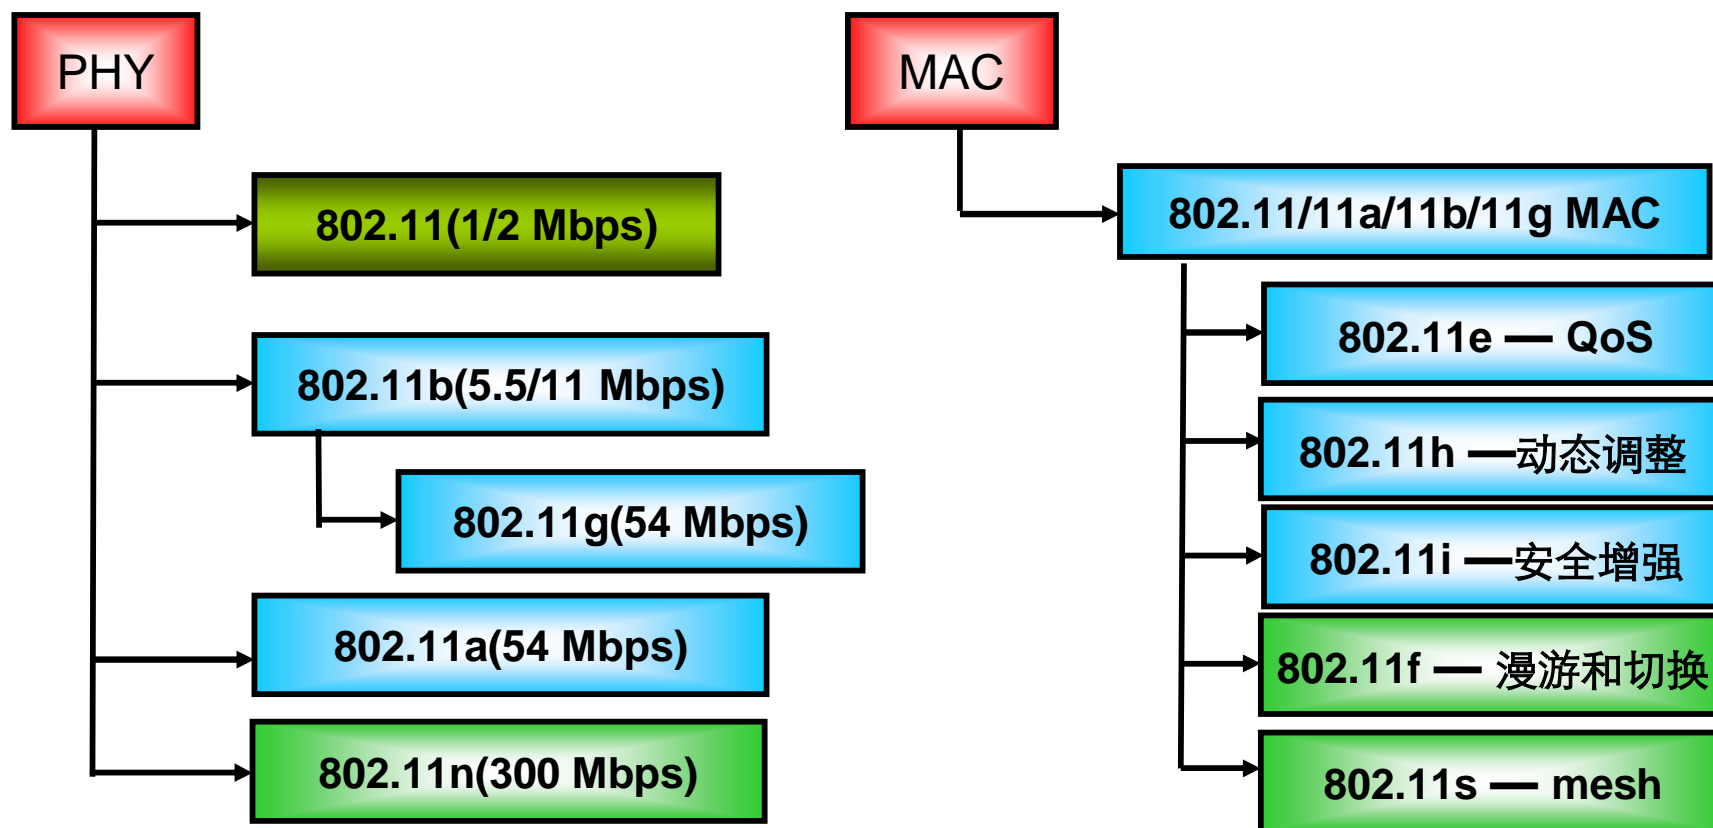 PHY
802.11(1/2 Mbps)
802.11b(5.5/11 Mbps)
802.11g(54 Mbps)
802.11a(54 Mbps)
802.11n(300 Mbps)
MAC
802.11/11a/11b/11g MAC
802.11e — QoS
802.11h —动态调整
802.11i —安全增强
802.11f — 漫游和切换
802.11s — mesh